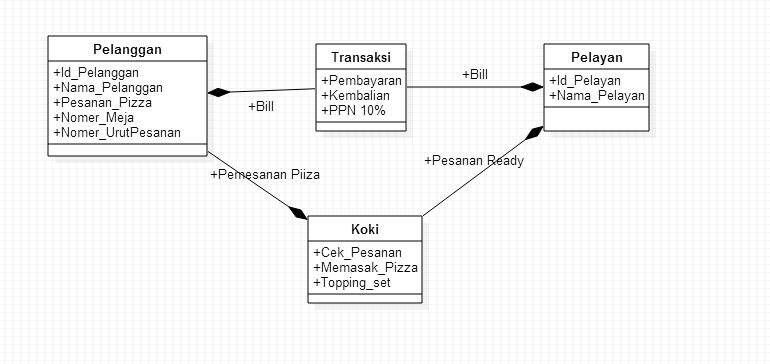 Pelanggan
+Id_Pelanggan
+Nama_Pelanggan
+Pesanan_Pizza
+Nomer_Meja
+Nomer_UrutPesanan
+Bill
Transaksi
+Pembayaran
+Kembalian
+PPN 10%
+Bill
Pelayan
+Id_Pelayan
+Nama_Pelayan
+Pemesanan Piiza
+Pesanan Ready
Koki
+Cek_Pesanan
+Memasak_Pizza
+Topping_set